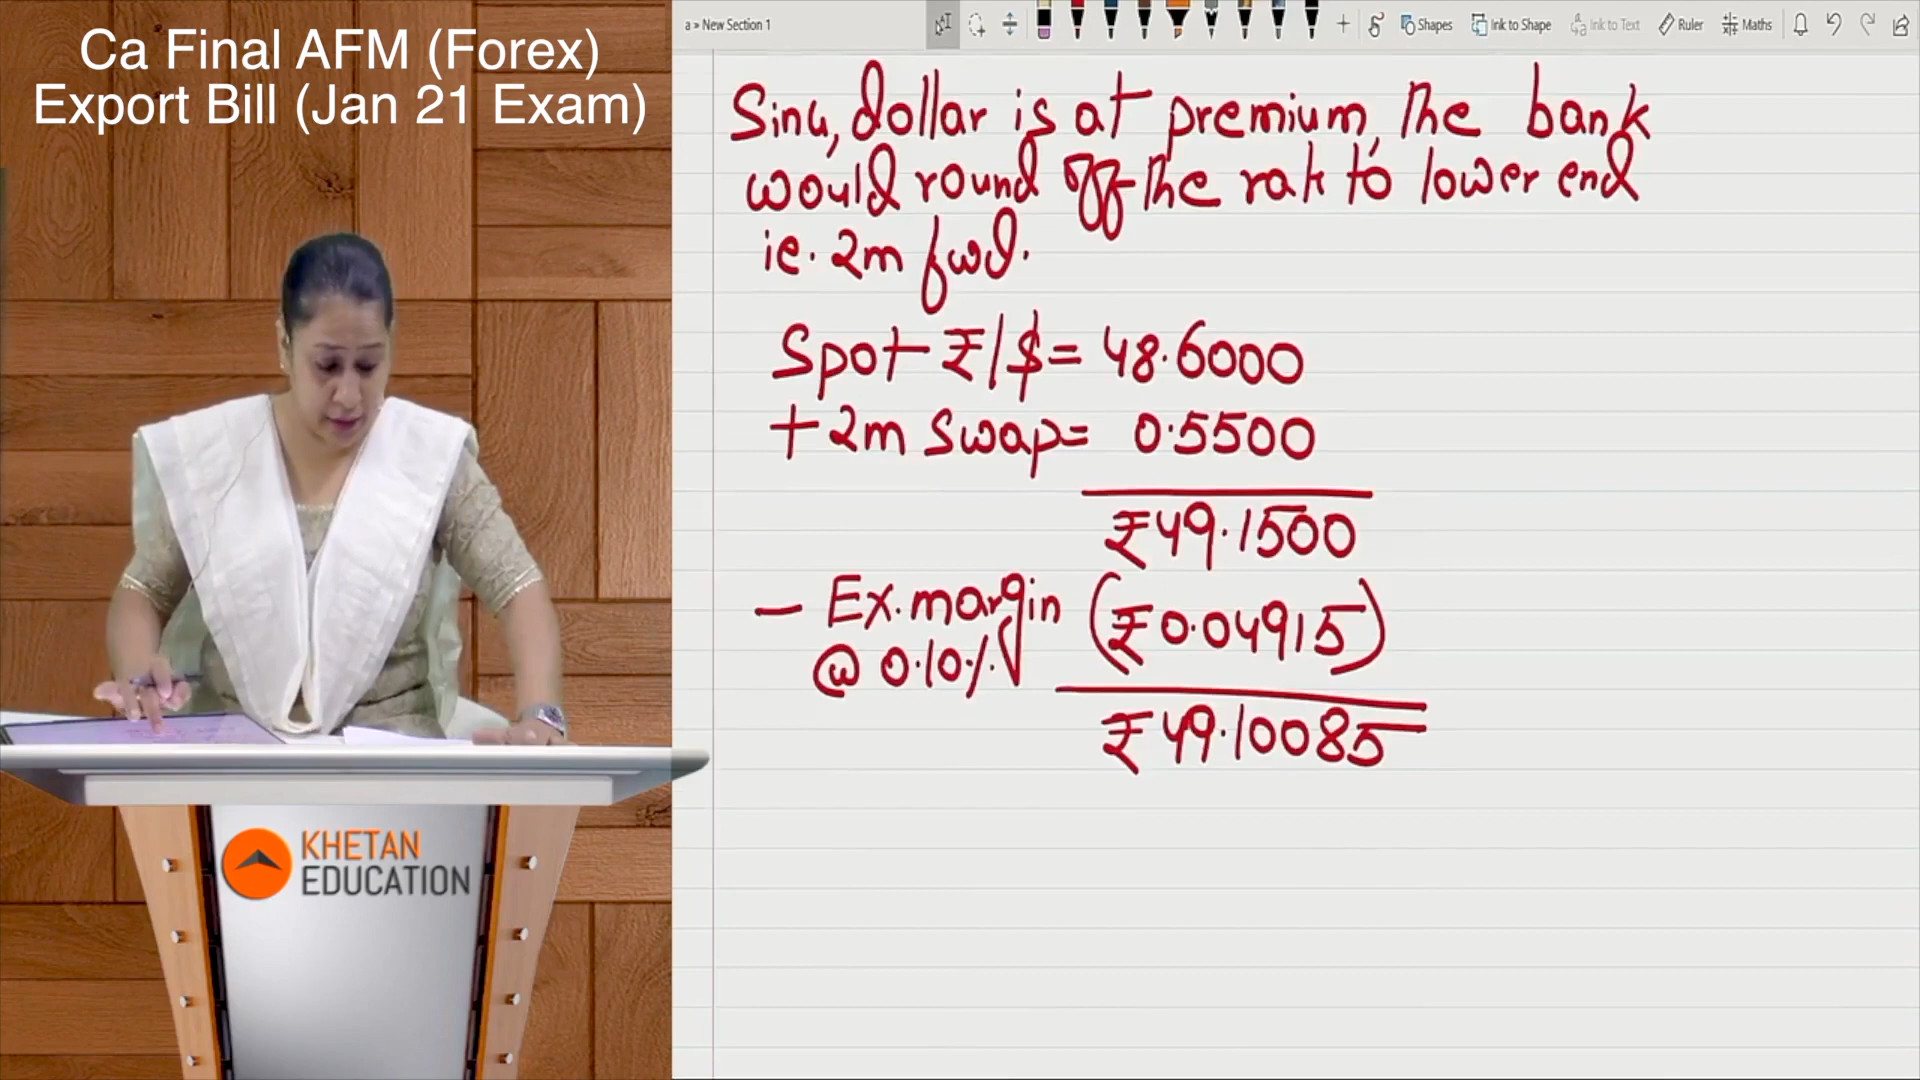 Ca Final AFM (Forex)
Export Bill (Jan 21 Exam)
a » New Section 1
Shapes
Ink to Shape
Ink to Text
Ruler
Maths
Sinu, dollar is at premium, the bank
would round off the rate to lower end
ie. 2m fwd.
Spot ₹/$ = 48.6000
+ 2m Swap = 0.5500
₹49.1500
- Ex. margin (₹0.04915)
@ 0.10%
₹49.10085
KHETAN
EDUCATION